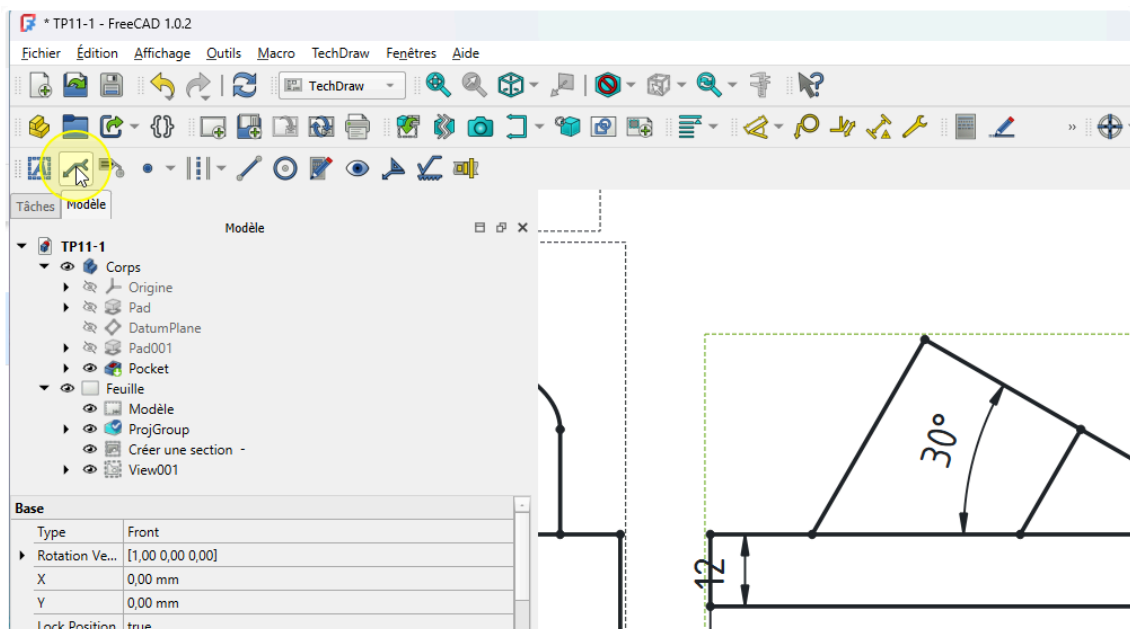 * TP11-1 - FreeCAD 1.0.2
Fichier Édition Affichage Outils Macro TechDraw Fenêtres Aide
TechDraw
»
Tâches Modèle
Modèle
TP11-1
Corps
Origine
Pad
DatumPlane
Pad001
Pocket
Feuille
Modèle
ProjGroup
Créer une section -
View001
Base
Type Front
Rotation Ve... [1,00 0,00 0,00]
X 0,00 mm
Y 0,00 mm
Lock Position true
30°
12